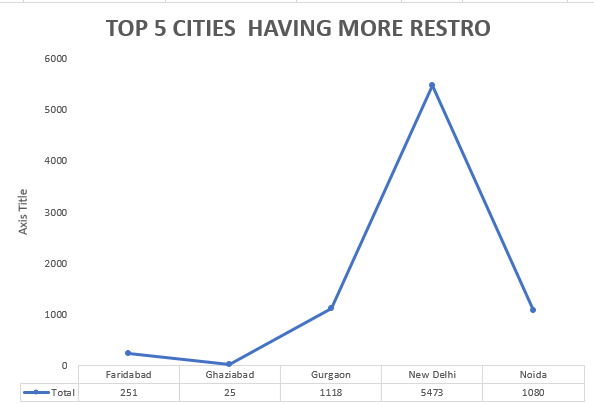 TOP 5 CITIES  HAVING MORE RESTRO
6000
5000
4000
3000
2000
1000
0
Axis Title
Faridabad Ghaziabad Gurgaon New Delhi Noida
Total 251 25 1118 5473 1080